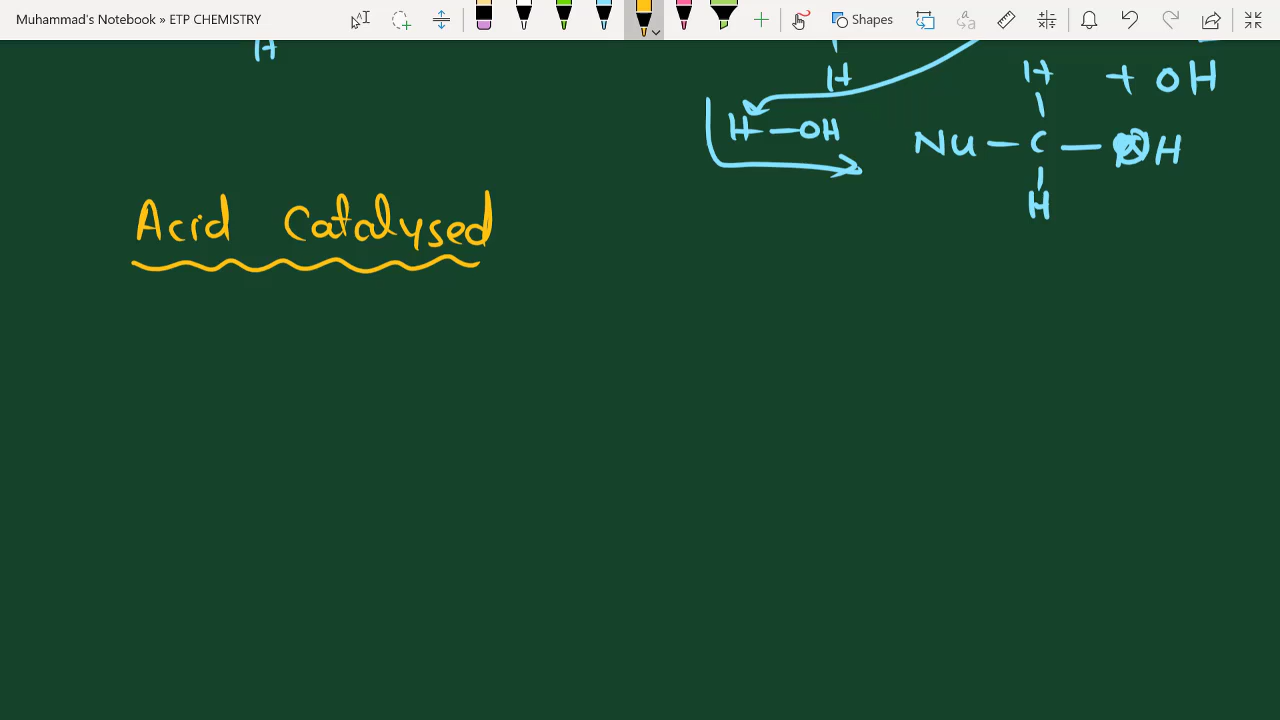 Muhammad's Notebook » ETP CHEMISTRY
Shapes
H
H
H
+ OH
H — OH
Nu — C — OH
H
Acid Catalysed